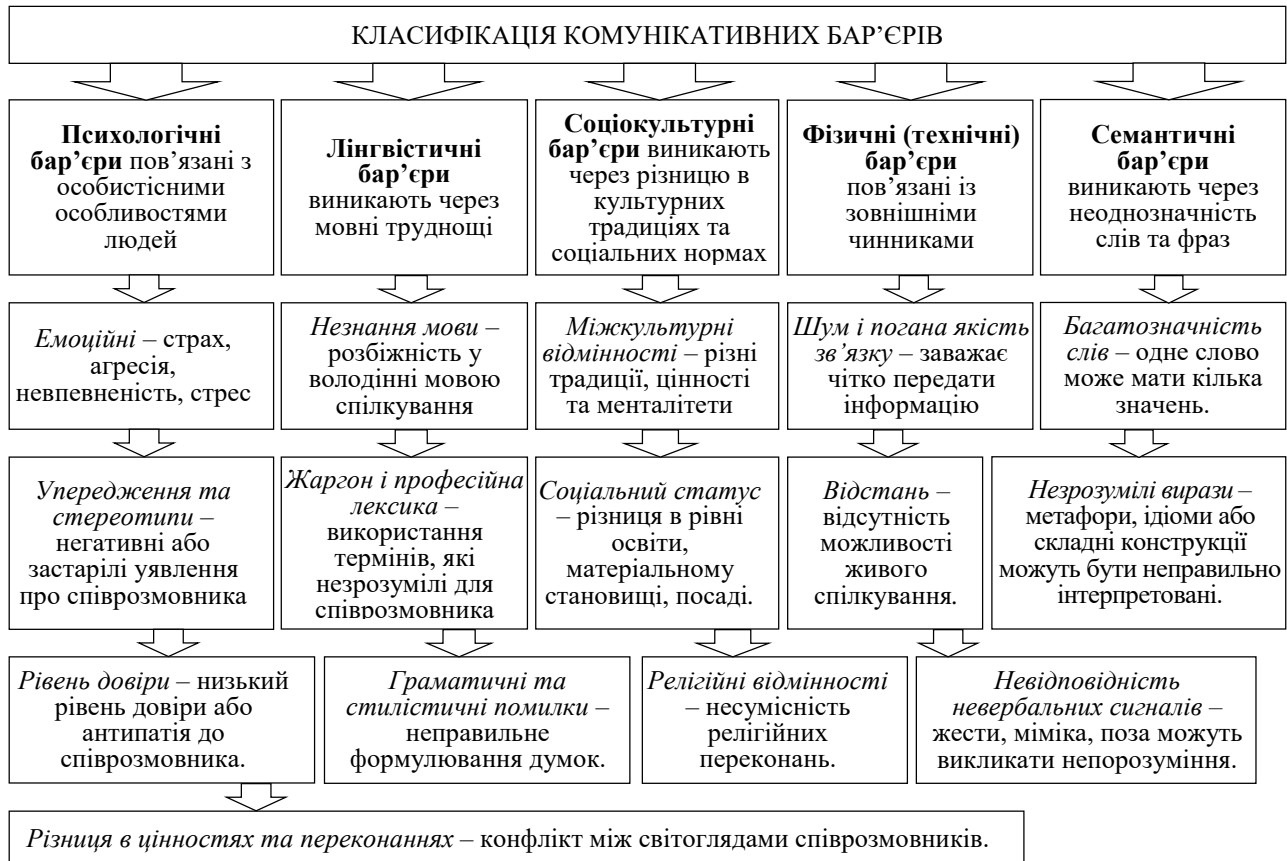 КЛАСИФІКАЦІЯ КОМУНІКАТИВНИХ БАР’ЄРІВ
Психологічні
бар’єри пов’язані з
особистісними
особливостями
людей
Лінгвістичні
бар’єри
виникають через
мовні труднощі
Соціокультурні
бар’єри виникають
через різницю в
культурних
традиціях та
соціальних нормах
Фізичні (технічні)
бар’єри
пов’язані із
зовнішніми
чинниками
Семантичні
бар’єри
виникають через
неоднозначність
слів та фраз
Емоційні – страх,
агресія,
невпевненість, стрес
Незнання мови –
розбіжність у
володінні мовою
спілкування
Міжкультурні
відмінності – різні
традиції, цінності
та менталітети
Шум і погана якість
зв’язку – заважає
чітко передати
інформацію
Багатозначність
слів – одне слово
може мати кілька
значень.
Упередження та
стереотипи –
негативні або
застарілі уявлення
про співрозмовника
Жаргон і професійна
лексика –
використання
термінів, які
незрозумілі для
співрозмовника
Соціальний статус
– різниця в рівні
освіти,
матеріальному
становищі, посаді.
Відстань –
відсутність
можливості
живого
спілкування.
Незрозумілі вирази –
метафори, ідіоми або
складні конструкції
можуть бути неправильно
інтерпретовані.
Рівень довіри – низький
рівень довіри або
антипатія до
співрозмовника.
Граматичні та
стилістичні помилки –
неправильне
формулювання думок.
Релігійні відмінності
– несумісність
релігійних
переконань.
Невідповідність
невербальних сигналів –
жести, міміка, поза можуть
викликати непорозуміння.
Різниця в цінностях та переконаннях – конфлікт між світоглядами співрозмовників.